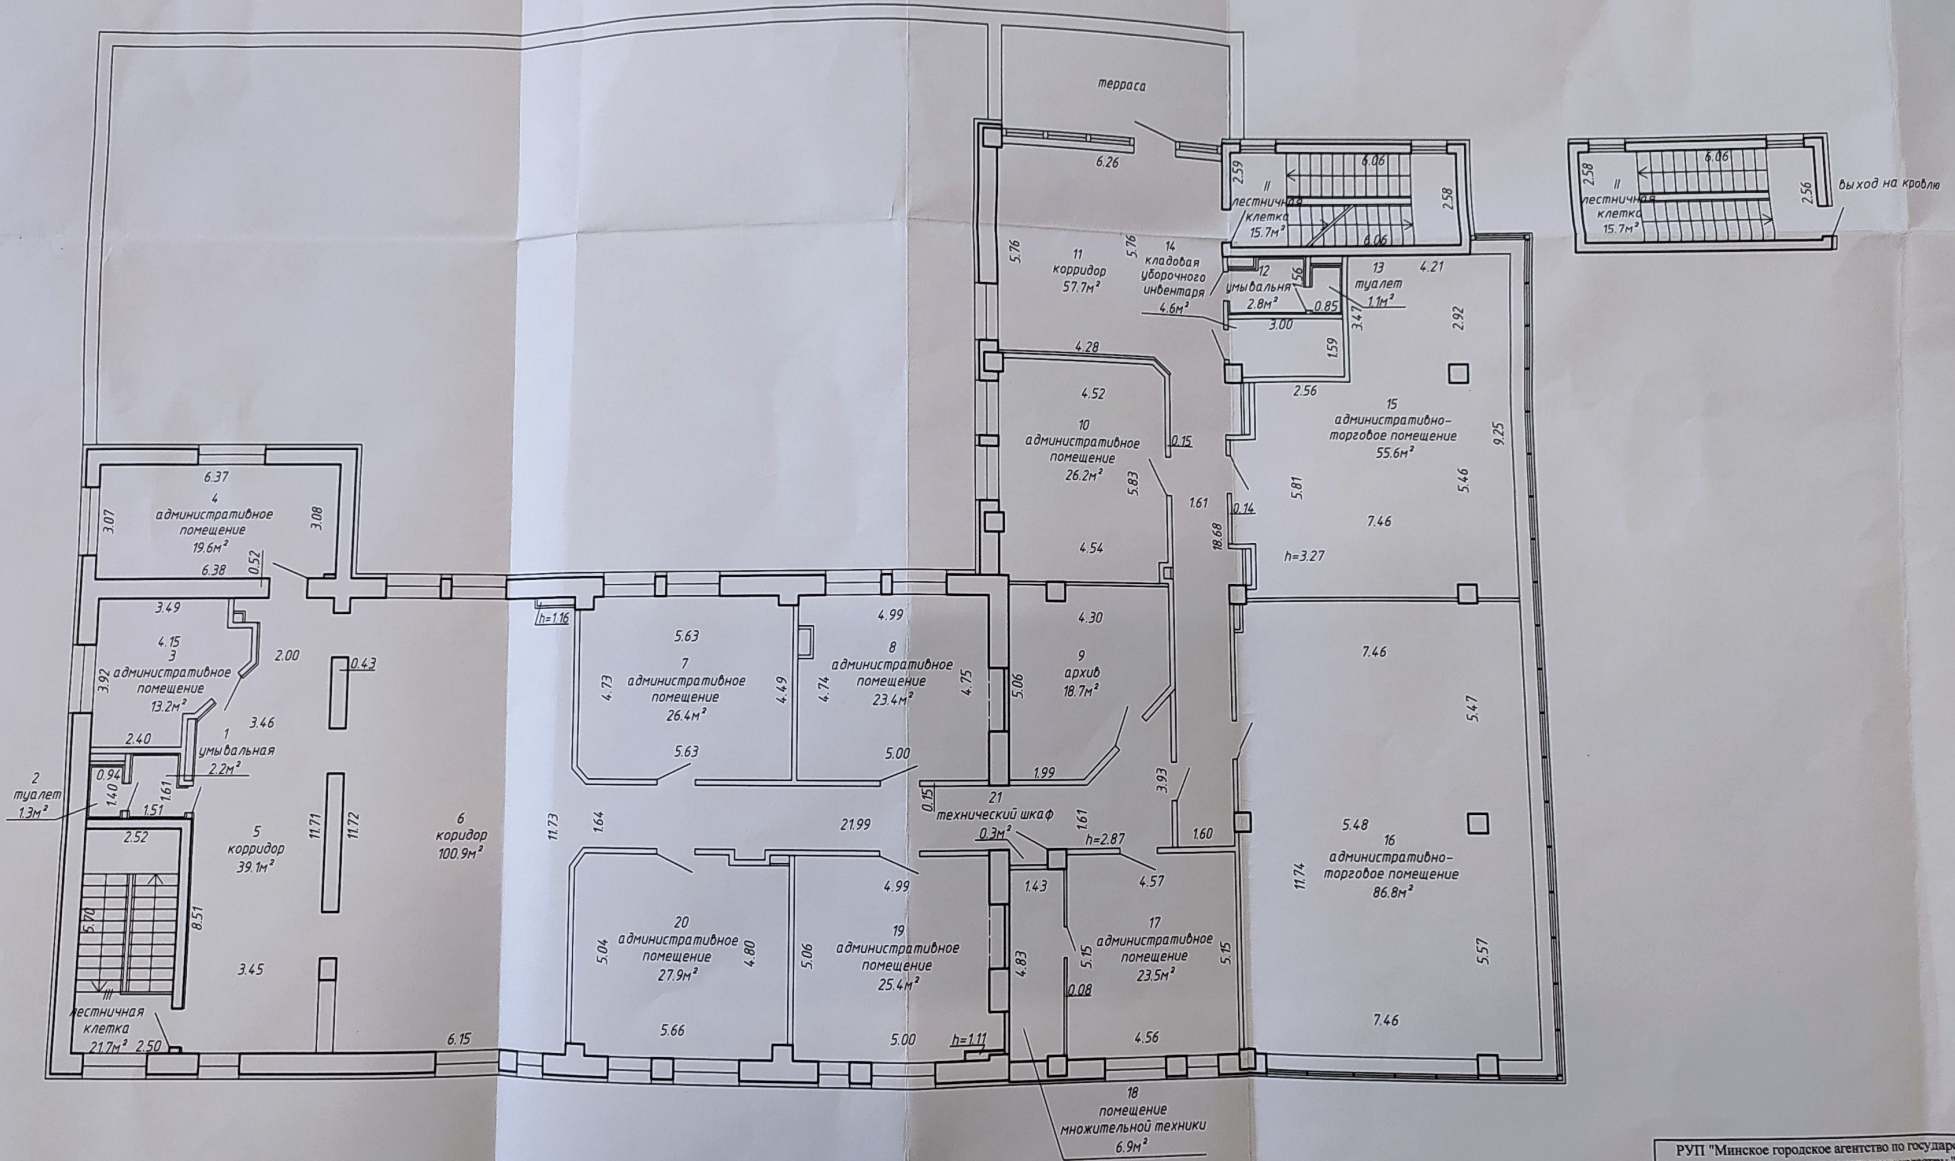 терраса
6.26
5.76
5.76
11
корридор
57.7м²
14
кладовая
уборочного
инвентаря
4.6м²
2.59
II
лестничная
клетка
15.7м²
6.06
6.06
2.58
2.58
II
лестничная
клетка
15.7м²
6.06
2.56
выход на кровлю
12
умывальня
2.8м²
1.56
0.85
13
туалет
1.1м²
4.21
3.47
2.92
3.00
1.59
2.56
4.28
4.52
10
административное
помещение
26.2м²
5.83
4.54
0.15
1.61
18.68
0.14
15
административно-
торговое помещение
55.6м²
9.25
5.46
5.81
7.46
h=3.27
6.37
4
административное
помещение
19.6м²
3.07
3.08
6.38
0.52
3.49
4.15
3
административное
помещение
13.2м²
3.92
2.40
2.00
0.43
3.46
1
умывальная
2.2м²
2
туалет
1.3м²
0.94
1.40
1.61
1.51
2.52
5
корридор
39.1м²
11.71
11.72
6
коридор
100.9м²
11.73
5.70
8.51
3.45
III
лестничная
клетка
21.7м²
2.50
6.15
h=1.16
5.63
7
административное
помещение
26.4м²
4.73
4.49
5.63
4.99
8
административное
помещение
23.4м²
4.74
4.75
5.00
4.30
9
архив
18.7м²
5.06
1.99
1.64
21.99
0.15
21
технический шкаф
0.3м²
1.61
h=2.87
3.93
1.60
7.46
5.47
5.48
16
административно-
торговое помещение
86.8м²
11.74
5.57
7.46
20
административное
помещение
27.9м²
5.04
4.80
5.66
4.99
19
административное
помещение
25.4м²
5.06
5.00
h=1.11
1.43
4.83
0.08
4.57
17
административное
помещение
23.5м²
5.15
5.15
4.56
18
помещение
множительной техники
6.9м²
РУП "Минское городское агентство по государ